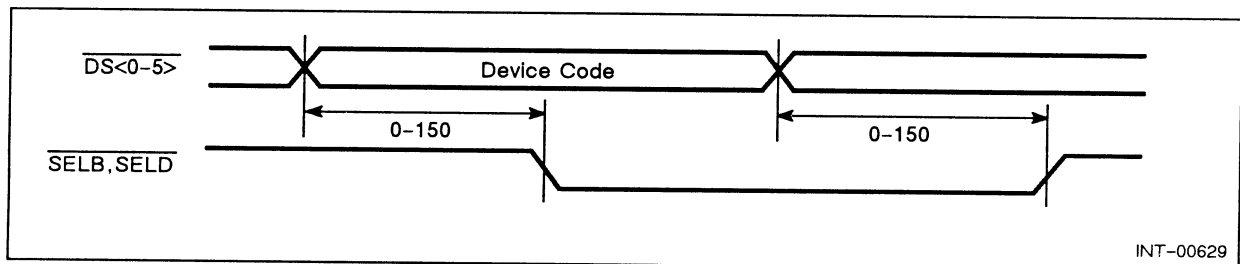 DS<0-5>
Device Code
0-150
0-150
SELB, SELD
INT-00629